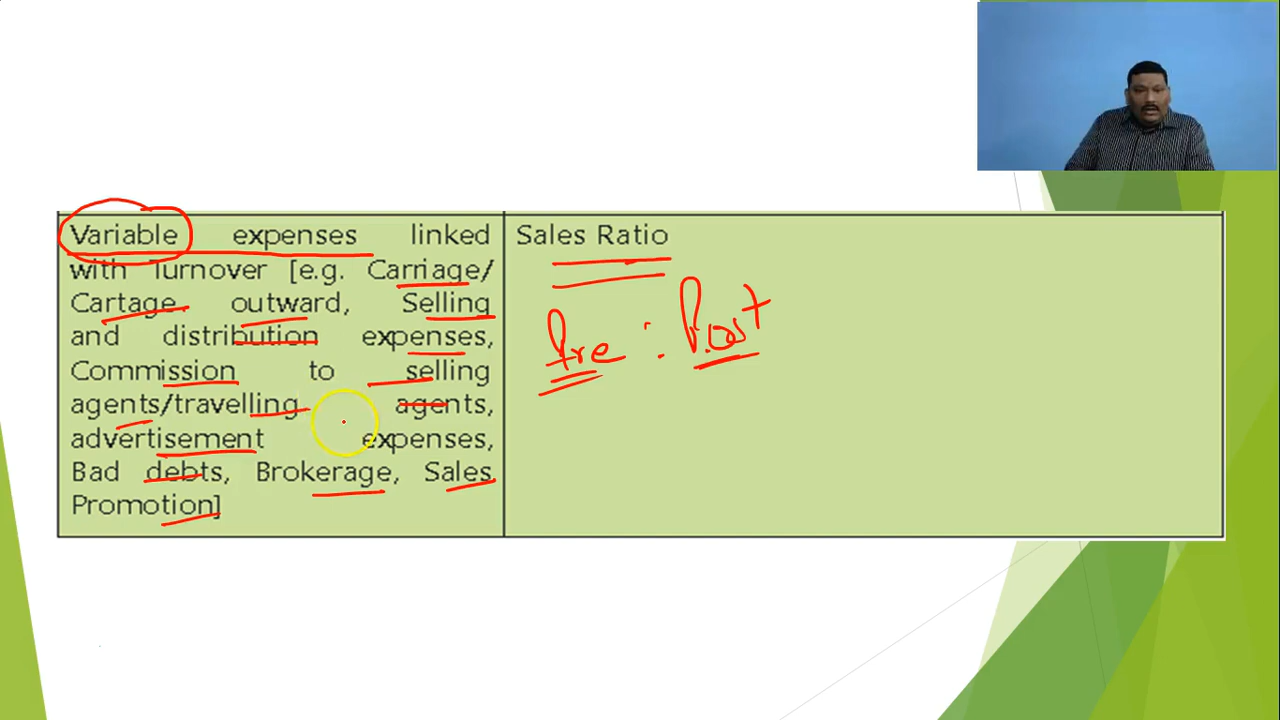 Variable expenses linked
with Turnover [e.g. Carriage/
Cartage outward, Selling
and distribution expenses,
Commission to selling
agents/travelling agents,
advertisement expenses,
Bad debts, Brokerage, Sales
Promotion]
Sales Ratio
Pre : Post